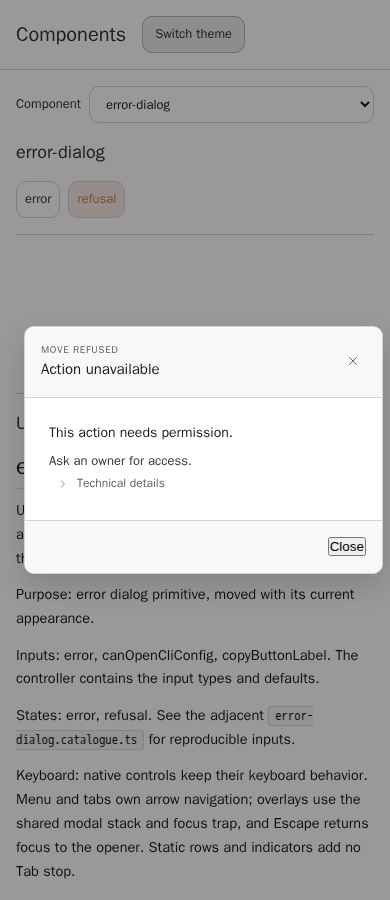 Components
Switch theme
Component
error-dialog
error-dialog
error
refusal
MOVE REFUSED
Action unavailable
This action needs permission.
Ask an owner for access.
Technical details
Close
Purpose: error dialog primitive, moved with its current
appearance.
Inputs: error, canOpenCliConfig, copyButtonLabel. The
controller contains the input types and defaults.
States: error, refusal. See the adjacent error-
dialog.catalogue.ts for reproducible inputs.
Keyboard: native controls keep their keyboard behavior.
Menu and tabs own arrow navigation; overlays use the
shared modal stack and focus trap, and Escape returns
focus to the opener. Static rows and indicators add no
Tab stop.